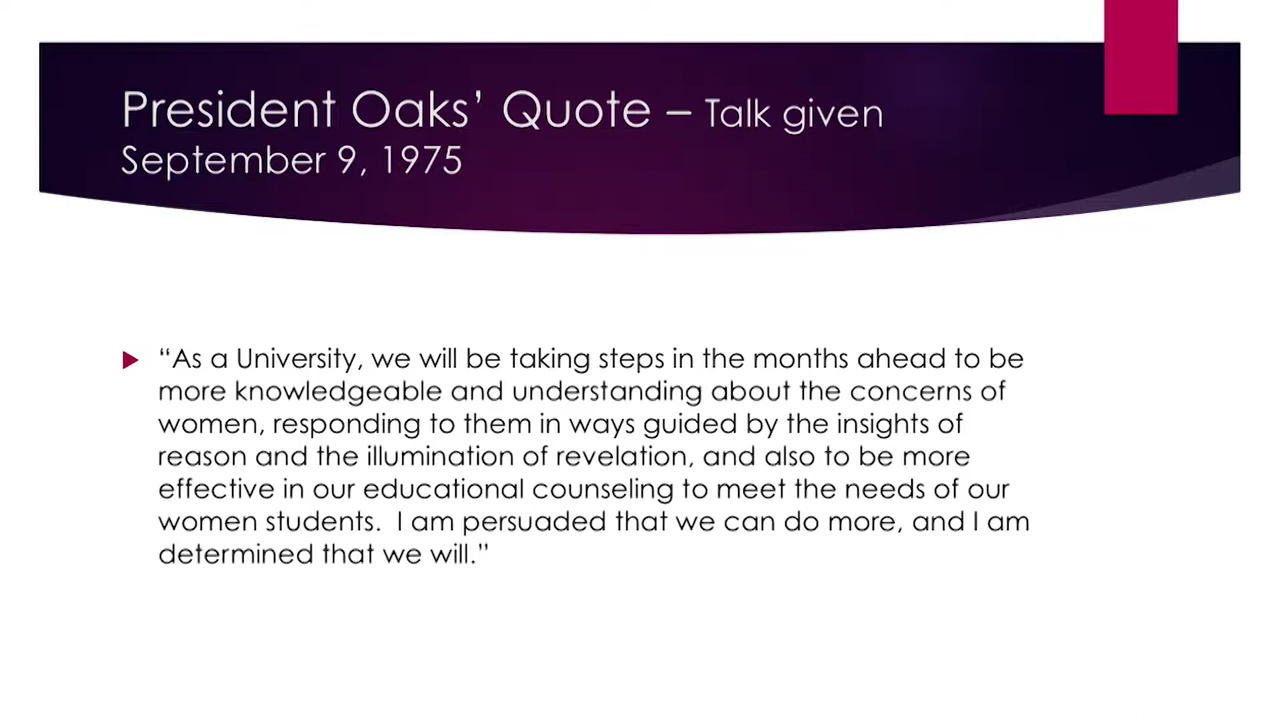 President Oaks’ Quote – Talk given
September 9, 1975
“As a University, we will be taking steps in the months ahead to be
more knowledgeable and understanding about the concerns of
women, responding to them in ways guided by the insights of
reason and the illumination of revelation, and also to be more
effective in our educational counseling to meet the needs of our
women students.  I am persuaded that we can do more, and I am
determined that we will.”